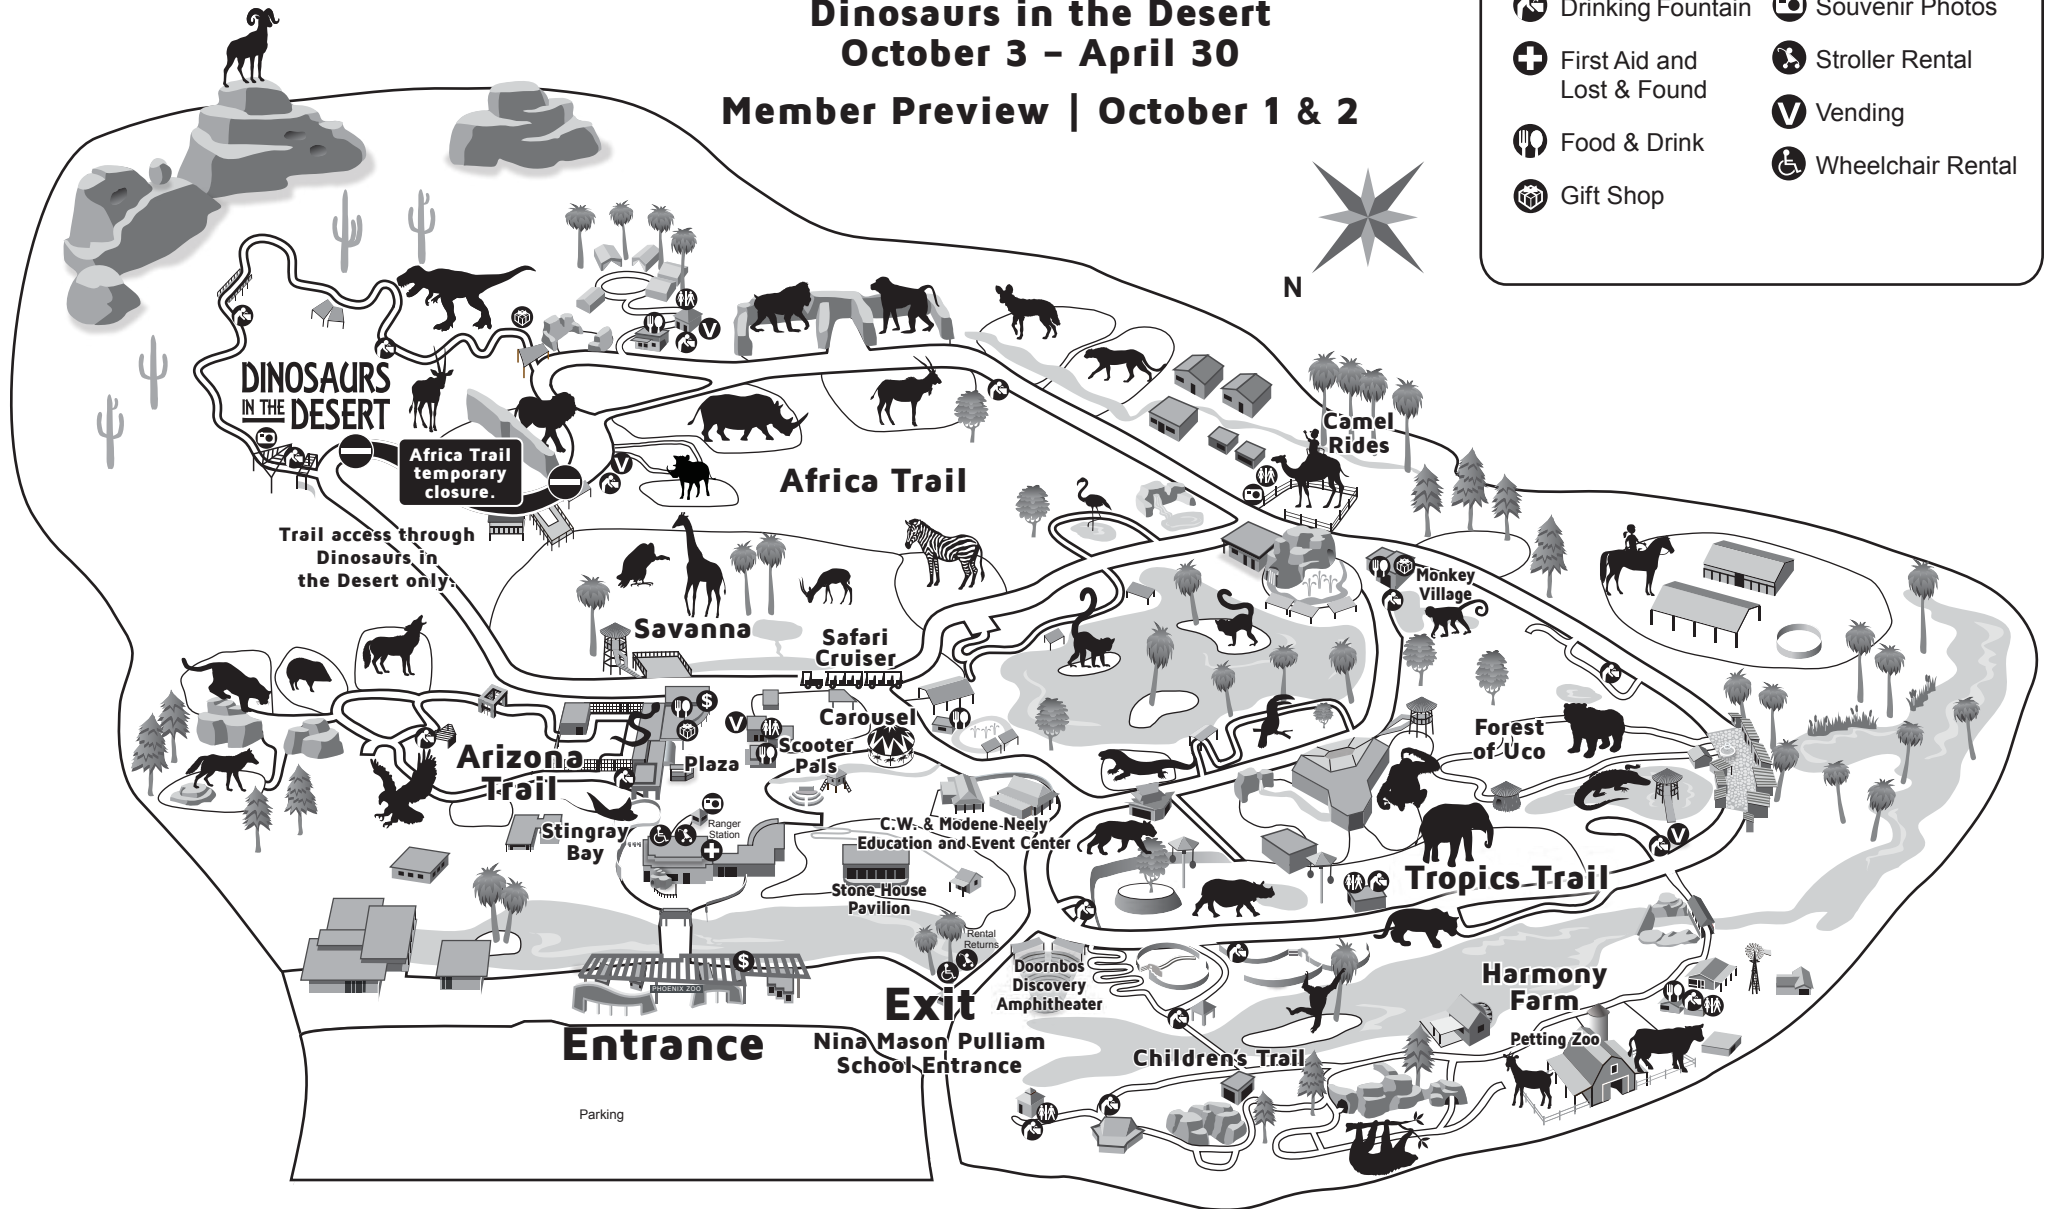 Dinosaurs in the Desert
October 3 – April 30
Member Preview | October 1 & 2
Drinking Fountain
Souvenir Photos
First Aid and
Lost & Found
Stroller Rental
V Vending
Food & Drink
Wheelchair Rental
Gift Shop
N
V
DINOSAURS
IN THE DESERT
Camel
Rides
Africa Trail
temporary
closure.
V
Africa Trail
Trail access through
Dinosaurs in
the Desert only.
Monkey
Village
Savanna
Safari
Cruiser
$
V
Carousel
Arizona
Trail
Plaza
Scooter
Pals
Forest
of Uco
Stingray
Bay
Ranger
Station
C.W. & Modene Neely
Education and Event Center
V
Stone House
Pavilion
Tropics Trail
Rental
Returns
$
PHOENIX ZOO
Doornbos
Discovery
Amphitheater
Harmony
Farm
Exit
Entrance
Nina Mason Pulliam
School Entrance
Petting Zoo
Children's Trail
Parking